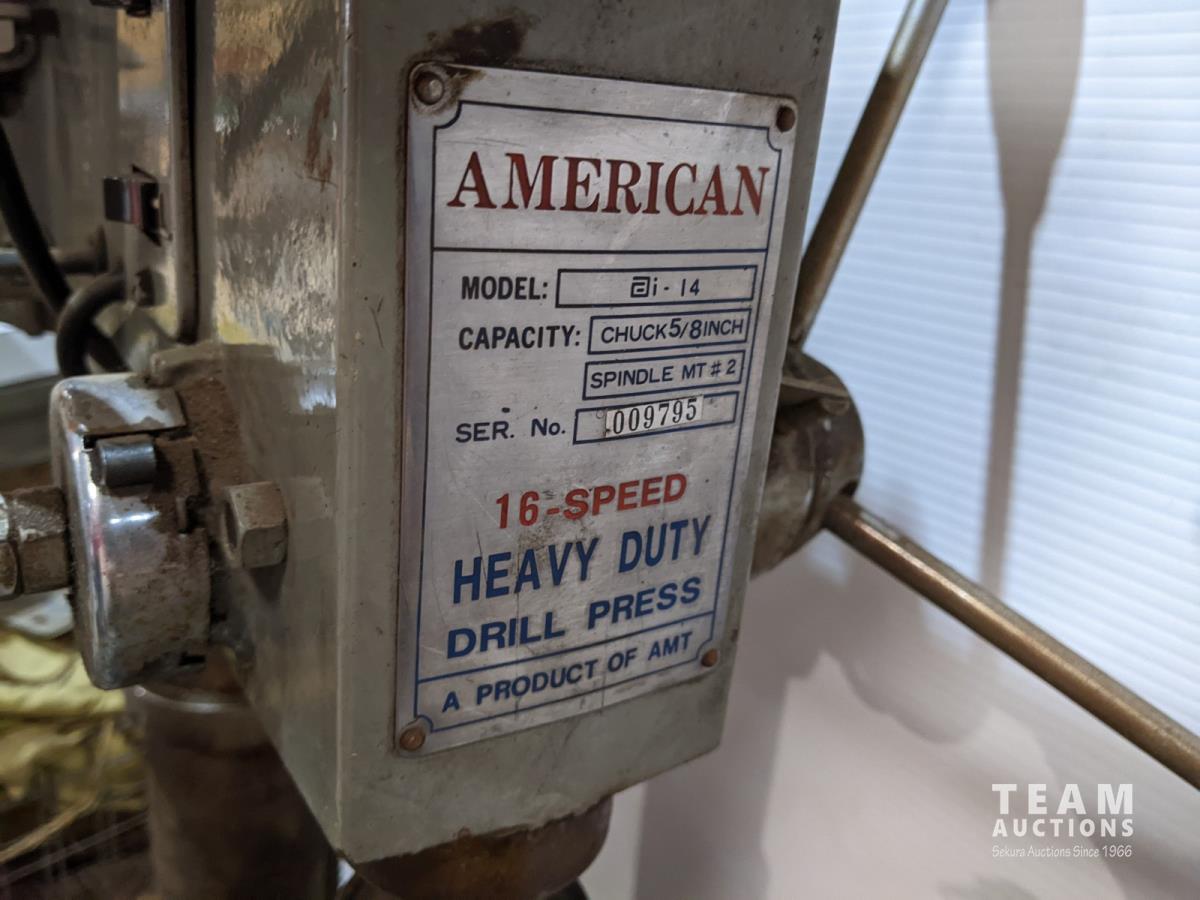 AMERICAN
MODEL: ai-14
CAPACITY: CHUCK 5/8 INCH
SPINDLE MT #2
SER. No. 009795
16-SPEED
HEAVY DUTY
DRILL PRESS
A PRODUCT OF AMT
TEAM
AUCTIONS
Sekura Auctions Since 1966